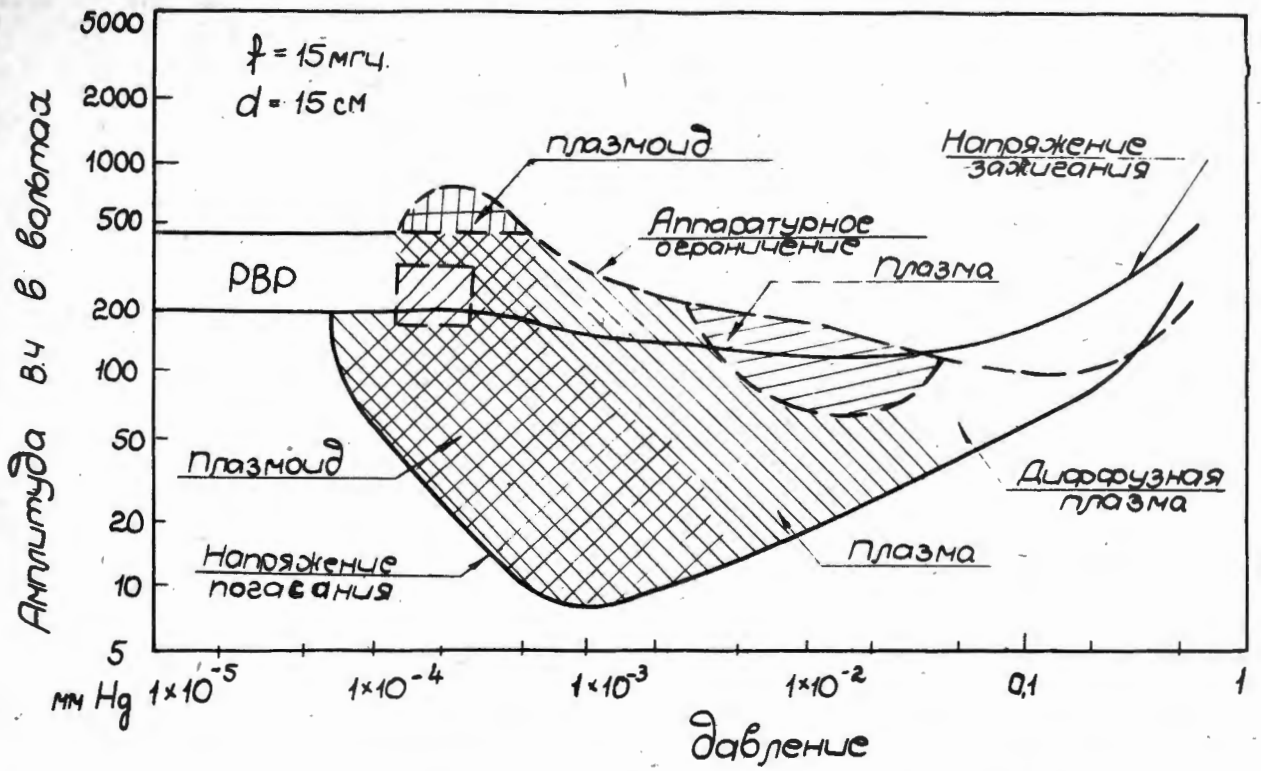 5000
2000
1000
500
200
100
50
20
10
5
Амплитуда в.ч в вольтах
f = 15 мгц.
d = 15 см
плазмоид
Напряжение
зажигания
Аппаратурное
ограничение
Плазма
РВР
Плазмоид
Диффузная
плазма
Напряжение
погасания
Плазма
мм Hg 1×10⁻⁵ 1×10⁻⁴ 1×10⁻³ 1×10⁻² 0,1 1
давление